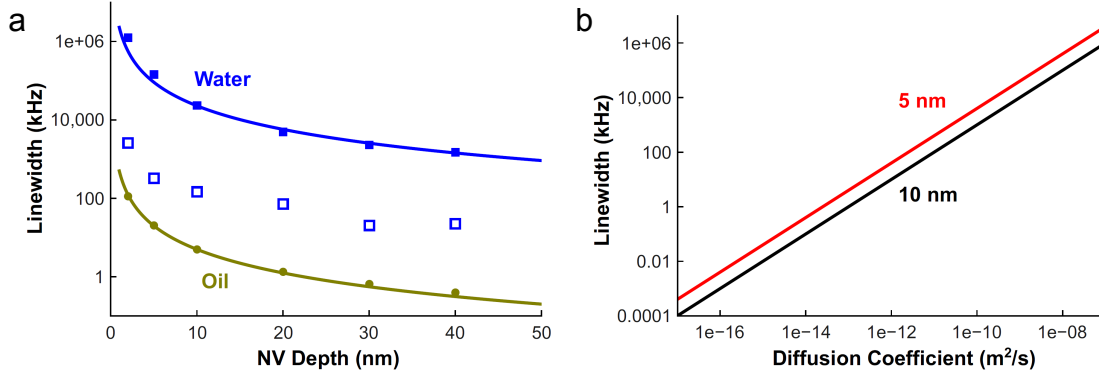 a
Linewidth (kHz)
1e+06
10,000
100
1
Water
Oil
0
10
20
30
40
50
NV Depth (nm)
b
Linewidth (kHz)
1e+06
10,000
100
1
0.01
0.0001
5 nm
10 nm
1e−16
1e−14
1e−12
1e−10
1e−08
Diffusion Coefficient (m²/s)